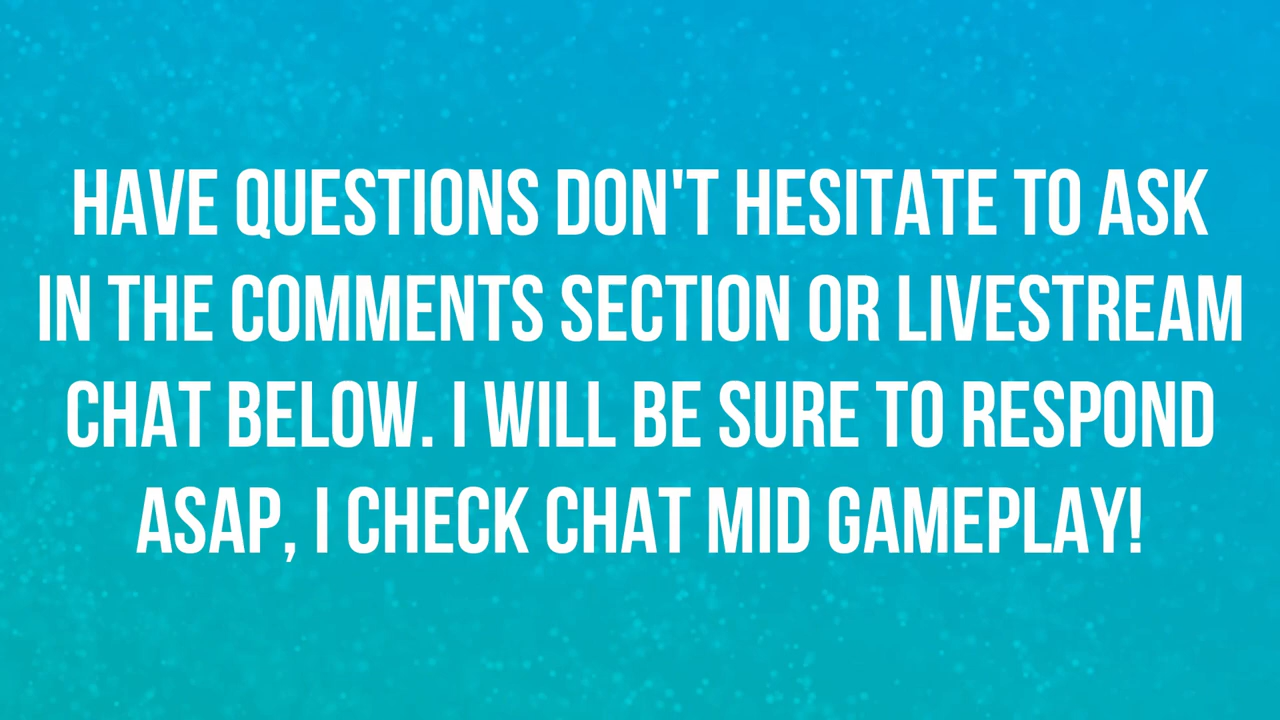 HAVE QUESTIONS DON'T HESITATE TO ASK
IN THE COMMENTS SECTION OR LIVESTREAM
CHAT BELOW. I WILL BE SURE TO RESPOND
ASAP, I CHECK CHAT MID GAMEPLAY!